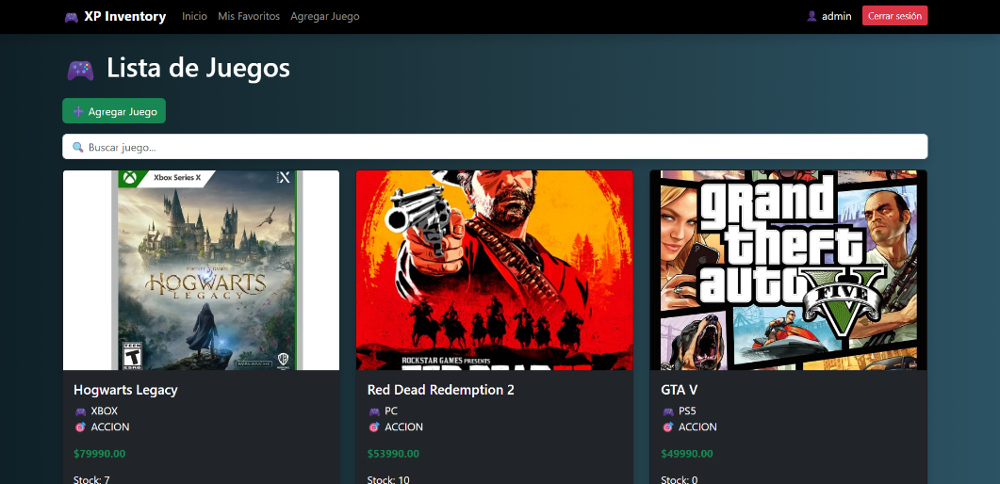 XP Inventory Inicio Mis Favoritos Agregar Juego admin Cerrar sesión
Lista de Juegos
Agregar Juego
Buscar juego...
Xbox Series X
HOGWARTS
LEGACY
TEEN
AVALANCHE
ROCKSTAR GAMES PRESENTS
grand
theft
auto
FIVE
Hogwarts Legacy
XBOX
ACCION
$79990.00
Stock: 7
Red Dead Redemption 2
PC
ACCION
$53990.00
Stock: 10
GTA V
PS5
ACCION
$49990.00
Stock: 0